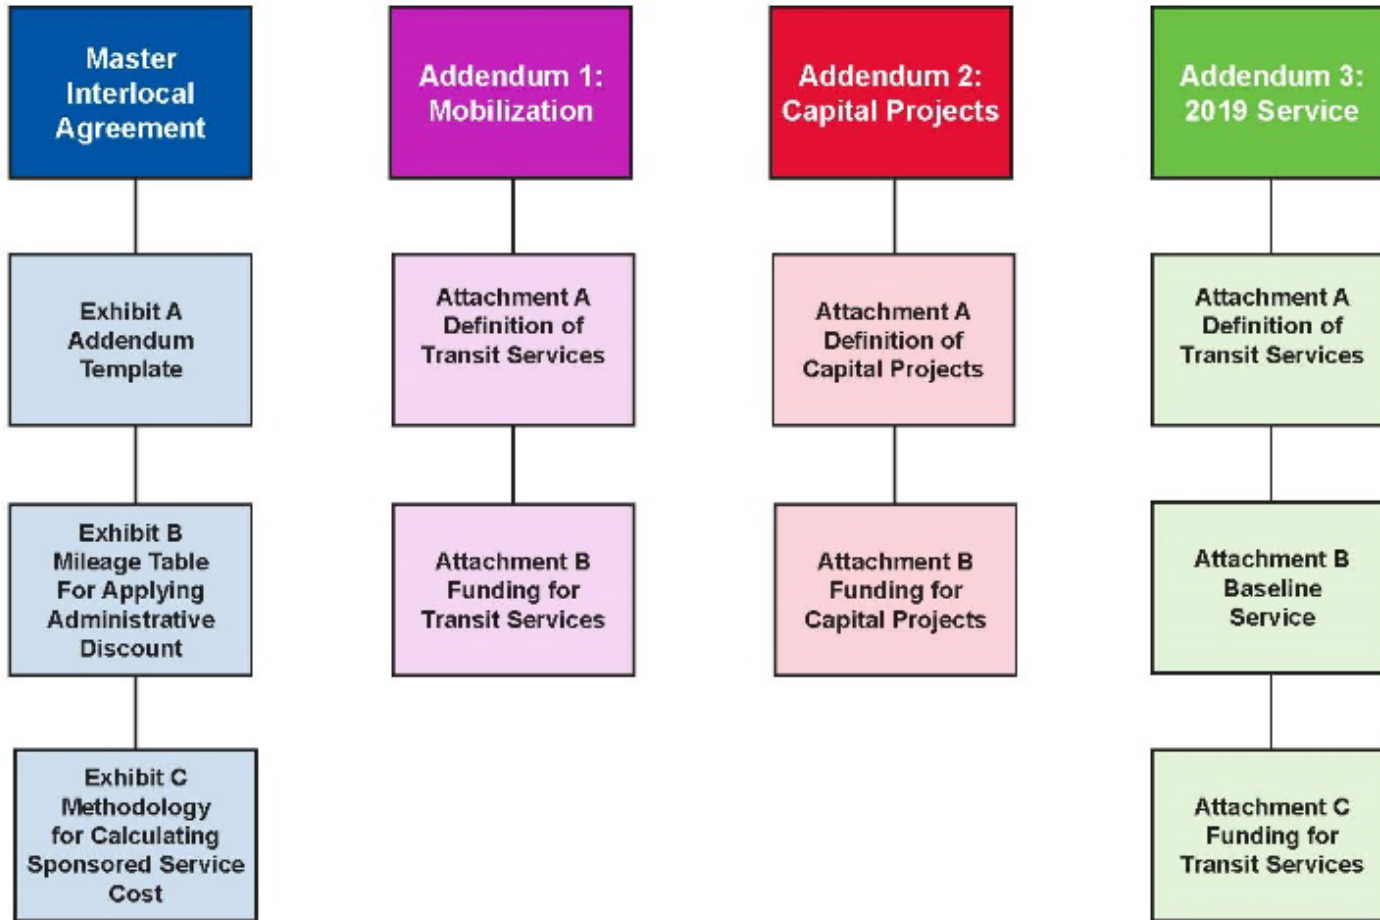 Master
Interlocal
Agreement
Exhibit A
Addendum
Template
Exhibit B
Mileage Table
For Applying
Administrative
Discount
Exhibit C
Methodology
for Calculating
Sponsored Service
Cost
Addendum 1:
Mobilization
Attachment A
Definition of
Transit Services
Attachment B
Funding for
Transit Services
Addendum 2:
Capital Projects
Attachment A
Definition of
Capital Projects
Attachment B
Funding for
Capital Projects
Addendum 3:
2019 Service
Attachment A
Definition of
Transit Services
Attachment B
Baseline
Service
Attachment C
Funding for
Transit Services